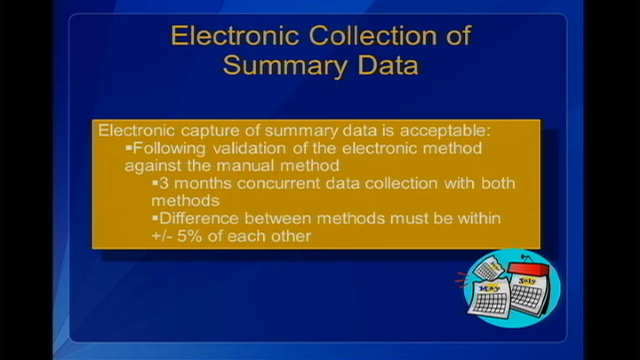 Electronic Collection of
Summary Data
Electronic capture of summary data is acceptable:
▪Following validation of the electronic method
against the manual method
▪3 months concurrent data collection with both
methods
▪Difference between methods must be within
+/- 5% of each other
May
July